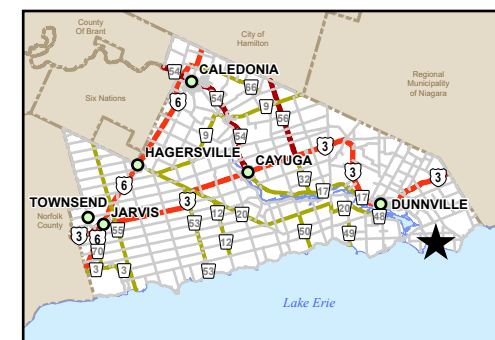 County
Of Brant
City of
Hamilton
Regional
Municipality
of Niagara
Six Nations
Norfolk
County
CALEDONIA
HAGERSVILLE
CAYUGA
TOWNSEND
JARVIS
DUNNVILLE
Lake Erie
54
66
6
54
9
56
9
54
3
3
3
32
17
17
6
3
12
20
20
3
6
55
53
70
12
50
49
3
3
53